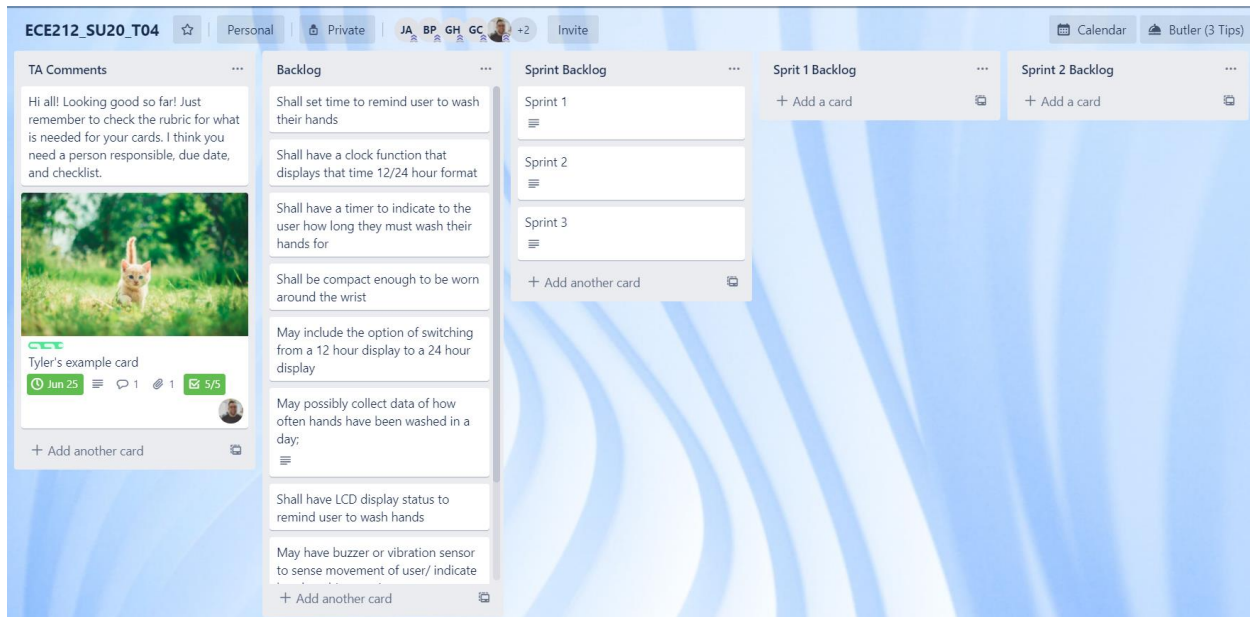 ECE212_SU20_T04
Personal
Private
JA BP GH GC +2
Invite
Calendar
Butler (3 Tips)
TA Comments
Hi all! Looking good so far! Just
remember to check the rubric for what
is needed for your cards. I think you
need a person responsible, due date,
and checklist.
Tyler's example card
Jun 25
1
1
5/5
+ Add another card
Backlog
Shall set time to remind user to wash
their hands
Shall have a clock function that
displays that time 12/24 hour format
Shall have a timer to indicate to the
user how long they must wash their
hands for
Shall be compact enough to be worn
around the wrist
May include the option of switching
from a 12 hour display to a 24 hour
display
May possibly collect data of how
often hands have been washed in a
day;
Shall have LCD display status to
remind user to wash hands
May have buzzer or vibration sensor
to sense movement of user/ indicate
+ Add another card
Sprint Backlog
Sprint 1
Sprint 2
Sprint 3
+ Add another card
Sprit 1 Backlog
+ Add a card
Sprint 2 Backlog
+ Add a card